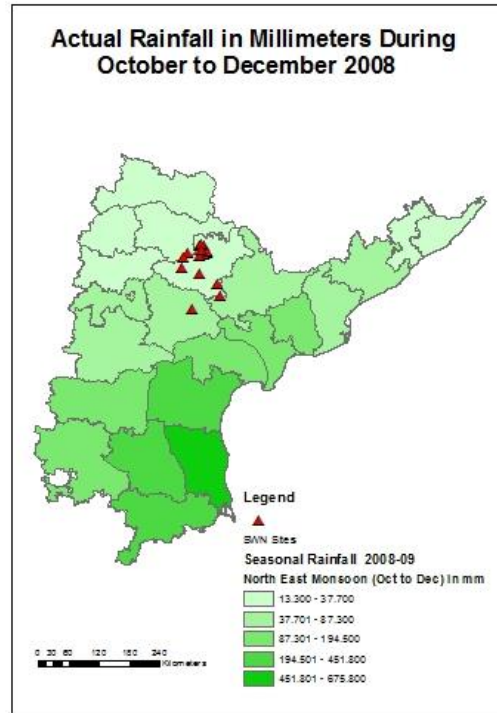 Actual Rainfall in Millimeters During
October to December 2008
Legend
SWN Sites
Seasonal Rainfall 2008-09
North East Monsoon (Oct to Dec) in mm
13.300 - 37.700
37.701 - 87.300
87.301 - 194.500
194.501 - 451.800
451.801 - 675.800
0 30 60 120 180 240
Kilometers